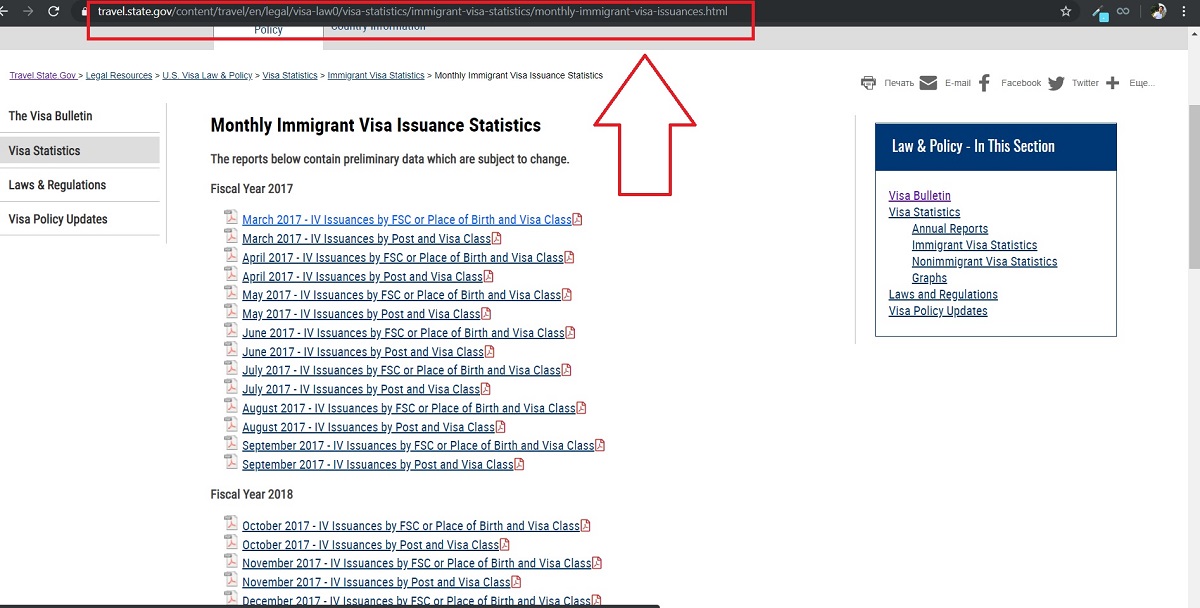 travel.state.gov/content/travel/en/legal/visa-law0/visa-statistics/immigrant-visa-statistics/monthly-immigrant-visa-issuances.html
Policy
Country Information
Travel.State.Gov > Legal Resources > U.S. Visa Law & Policy > Visa Statistics > Immigrant Visa Statistics > Monthly Immigrant Visa Issuance Statistics
Печать E-mail Facebook Twitter Еще...
The Visa Bulletin
Visa Statistics
Laws & Regulations
Visa Policy Updates
Monthly Immigrant Visa Issuance Statistics
The reports below contain preliminary data which are subject to change.
Fiscal Year 2017
March 2017 - IV Issuances by FSC or Place of Birth and Visa Class
March 2017 - IV Issuances by Post and Visa Class
April 2017 - IV Issuances by FSC or Place of Birth and Visa Class
April 2017 - IV Issuances by Post and Visa Class
May 2017 - IV Issuances by FSC or Place of Birth and Visa Class
May 2017 - IV Issuances by Post and Visa Class
June 2017 - IV Issuances by FSC or Place of Birth and Visa Class
June 2017 - IV Issuances by Post and Visa Class
July 2017 - IV Issuances by FSC or Place of Birth and Visa Class
July 2017 - IV Issuances by Post and Visa Class
August 2017 - IV Issuances by FSC or Place of Birth and Visa Class
August 2017 - IV Issuances by Post and Visa Class
September 2017 - IV Issuances by FSC or Place of Birth and Visa Class
September 2017 - IV Issuances by Post and Visa Class
Fiscal Year 2018
October 2017 - IV Issuances by FSC or Place of Birth and Visa Class
October 2017 - IV Issuances by Post and Visa Class
November 2017 - IV Issuances by FSC or Place of Birth and Visa Class
November 2017 - IV Issuances by Post and Visa Class
December 2017 - IV Issuances by FSC or Place of Birth and Visa Class
Law & Policy - In This Section
Visa Bulletin
Visa Statistics
Annual Reports
Immigrant Visa Statistics
Nonimmigrant Visa Statistics
Graphs
Laws and Regulations
Visa Policy Updates